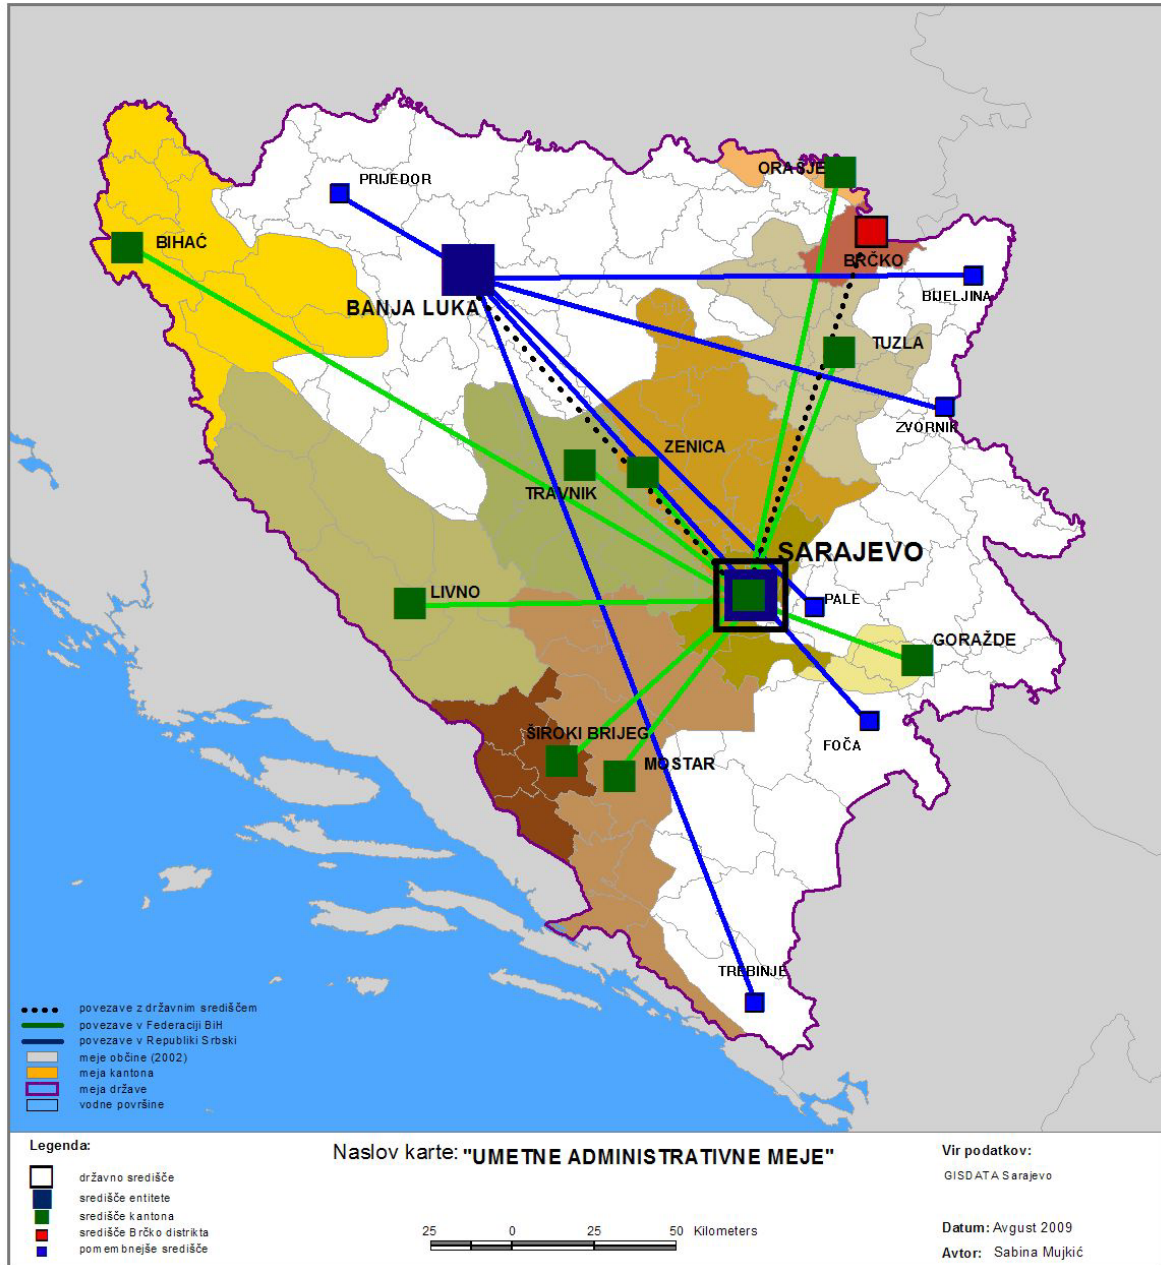 ORAŠJE
PRIJEDOR
BIHAĆ
BRČKO
BIJELJINA
BANJA LUKA
TUZLA
ZVORNIK
ZENICA
TRAVNIK
SARAJEVO
LIVNO
PALE
GORAŽDE
ŠIROKI BRIJEG
FOČA
MOSTAR
TREBINJE
povezave z državnim središčem
povezave v Federaciji BiH
povezave v Republiki Srbski
meje občine (2002)
meja kantona
meja države
vodne površine
Legenda:
državno središče
središče entitete
središče kantona
središče Brčko distrikta
pomembnejše središče
Naslov karte: "UMETNE ADMINISTRATIVNE MEJE"
25 0 25 50 Kilometers
Vir podatkov:
GISDATA Sarajevo
Datum: Avgust 2009
Avtor: Sabina Mujkić